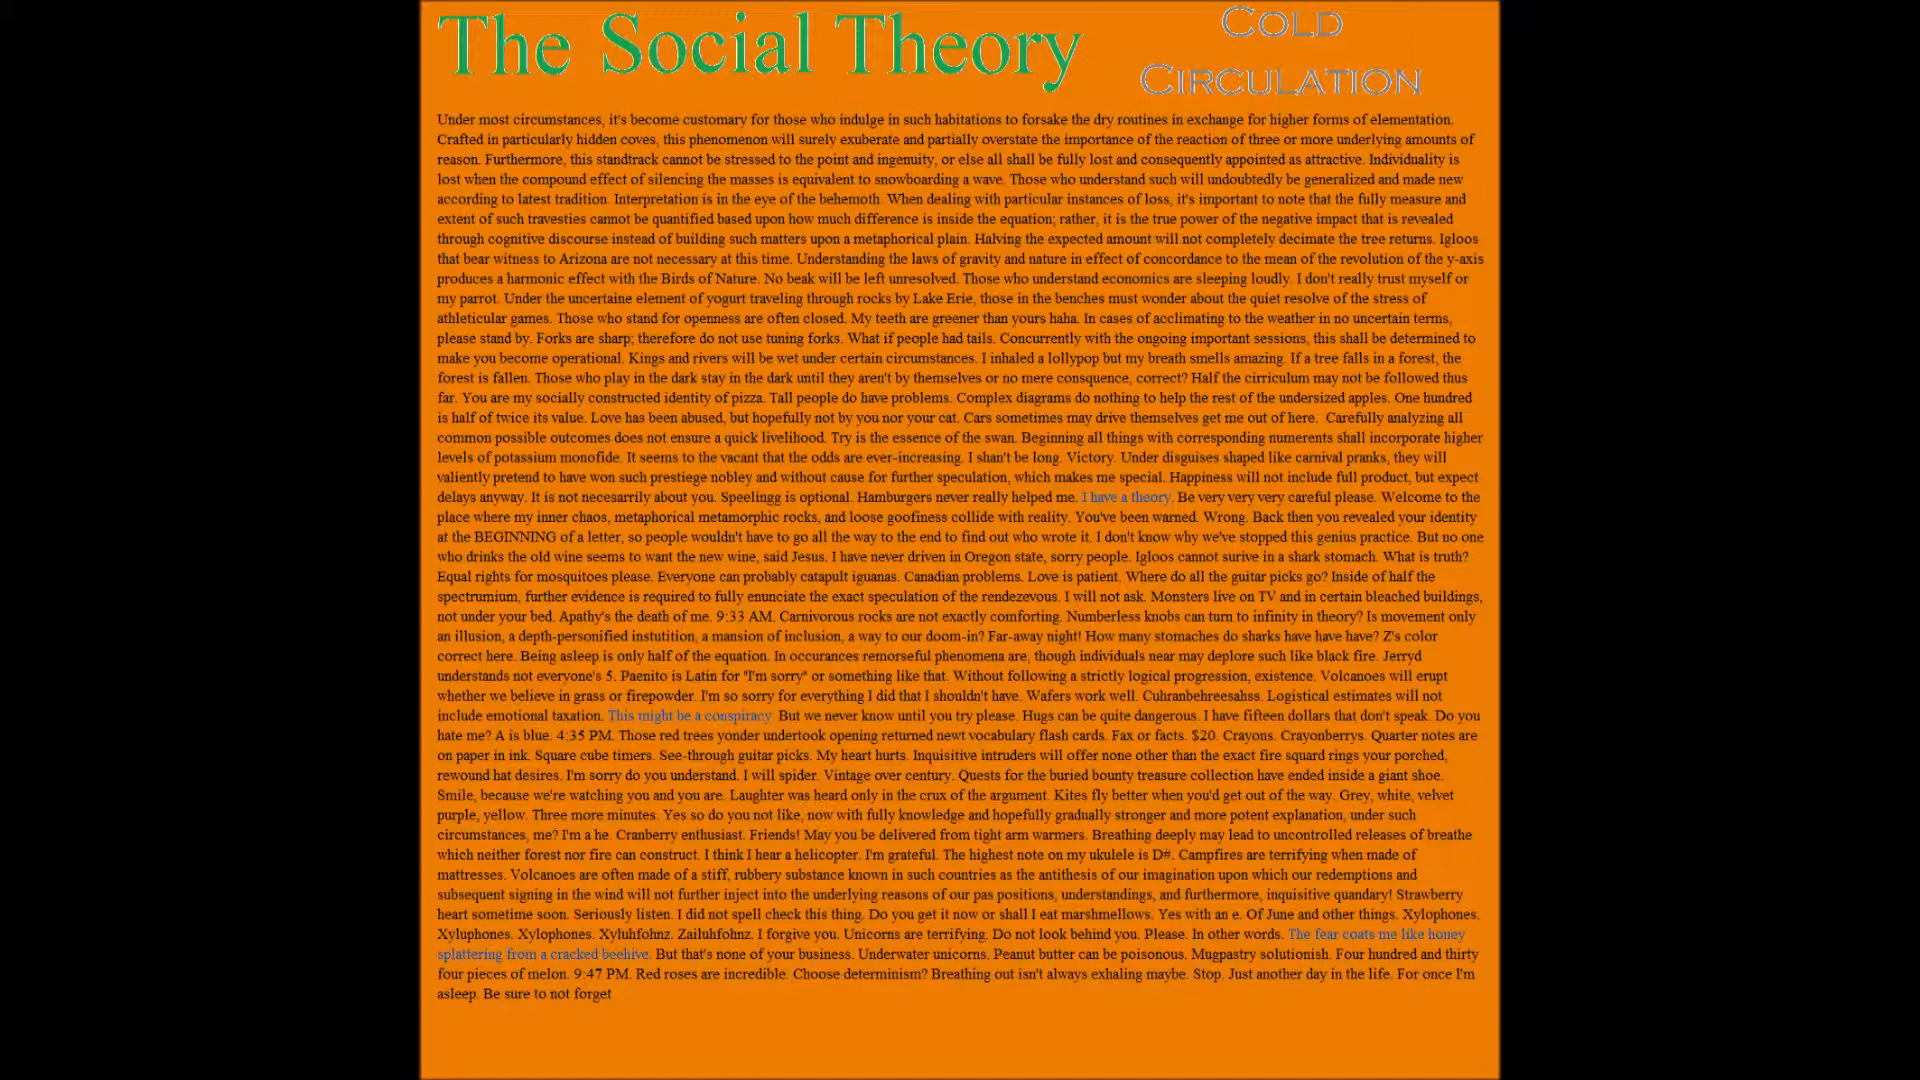 The Social Theory
COLD
CIRCULATION
Under most circumstances, it's become customary for those who indulge in such habitations to forsake the dry routines in exchange for higher forms of elementation.
Crafted in particularly hidden coves, this phenomenon will surely exuberate and partially overstate the importance of the reaction of three or more underlying amounts of
reason. Furthermore, this standtrack cannot be stressed to the point and ingenuity, or else all shall be fully lost and consequently appointed as attractive. Individuality is
lost when the compound effect of silencing the masses is equivalent to snowboarding a wave. Those who understand such will undoubtedly be generalized and made new
according to latest tradition. Interpretation is in the eye of the behemoth. When dealing with particular instances of loss, it's important to note that the fully measure and
extent of such travesties cannot be quantified based upon how much difference is inside the equation; rather, it is the true power of the negative impact that is revealed
through cognitive discourse instead of building such matters upon a metaphorical plain. Halving the expected amount will not completely decimate the tree returns. Igloos
that bear witness to Arizona are not necessary at this time. Understanding the laws of gravity and nature in effect of concordance to the mean of the revolution of the y-axis
produces a harmonic effect with the Birds of Nature. No beak will be left unresolved. Those who understand economics are sleeping loudly. I don't really trust myself or
my parrot. Under the uncertaine element of yogurt traveling through rocks by Lake Erie, those in the benches must wonder about the quiet resolve of the stress of
athleticular games. Those who stand for openness are often closed. My teeth are greener than yours haha. In cases of acclimating to the weather in no uncertain terms,
please stand by. Forks are sharp; therefore do not use tuning forks. What if people had tails. Concurrently with the ongoing important sessions, this shall be determined to
make you become operational. Kings and rivers will be wet under certain circumstances. I inhaled a lollypop but my breath smells amazing. If a tree falls in a forest, the
forest is fallen. Those who play in the dark stay in the dark until they aren't by themselves or no mere consquence, correct? Half the cirriculum may not be followed thus
far. You are my socially constructed identity of pizza. Tall people do have problems. Complex diagrams do nothing to help the rest of the undersized apples. One hundred
is half of twice its value. Love has been abused, but hopefully not by you nor your cat. Cars sometimes may drive themselves get me out of here.  Carefully analyzing all
common possible outcomes does not ensure a quick livelihood. Try is the essence of the swan. Beginning all things with corresponding numerents shall incorporate higher
levels of potassium monofide. It seems to the vacant that the odds are ever-increasing. I shan't be long. Victory. Under disguises shaped like carnival pranks, they will
valiently pretend to have won such prestiege nobley and without cause for further speculation, which makes me special. Happiness will not include full product, but expect
delays anyway. It is not necesarrily about you. Speelingg is optional. Hamburgers never really helped me. I have a theory. Be very very very careful please. Welcome to the
place where my inner chaos, metaphorical metamorphic rocks, and loose goofiness collide with reality. You've been warned. Wrong. Back then you revealed your identity
at the BEGINNING of a letter, so people wouldn't have to go all the way to the end to find out who wrote it. I don't know why we've stopped this genius practice. But no one
who drinks the old wine seems to want the new wine, said Jesus. I have never driven in Oregon state, sorry people. Igloos cannot surive in a shark stomach. What is truth?
Equal rights for mosquitoes please. Everyone can probably catapult iguanas. Canadian problems. Love is patient. Where do all the guitar picks go? Inside of half the
spectrumium, further evidence is required to fully enunciate the exact speculation of the rendezevous. I will not ask. Monsters live on TV and in certain bleached buildings,
not under your bed. Apathy's the death of me. 9:33 AM. Carnivorous rocks are not exactly comforting. Numberless knobs can turn to infinity in theory? Is movement only
an illusion, a depth-personified instutition, a mansion of inclusion, a way to our doom-in? Far-away night! How many stomaches do sharks have have have? Z's color
correct here. Being asleep is only half of the equation. In occurances remorseful phenomena are, though individuals near may deplore such like black fire. Jerryd
understands not everyone's 5. Paenito is Latin for "I'm sorry" or something like that. Without following a strictly logical progression, existence. Volcanoes will erupt
whether we believe in grass or firepowder. I'm so sorry for everything I did that I shouldn't have. Wafers work well. Cuhranbehreesahss. Logistical estimates will not
include emotional taxation. This might be a conspiracy. But we never know until you try please. Hugs can be quite dangerous. I have fifteen dollars that don't speak. Do you
hate me? A is blue. 4:35 PM. Those red trees yonder undertook opening returned newt vocabulary flash cards. Fax or facts. $20. Crayons. Crayonberrys. Quarter notes are
on paper in ink. Square cube timers. See-through guitar picks. My heart hurts. Inquisitive intruders will offer none other than the exact fire squard rings your porched,
rewound hat desires. I'm sorry do you understand. I will spider. Vintage over century. Quests for the buried bounty treasure collection have ended inside a giant shoe.
Smile, because we're watching you and you are. Laughter was heard only in the crux of the argument. Kites fly better when you'd get out of the way. Grey, white, velvet
purple, yellow. Three more minutes. Yes so do you not like, now with fully knowledge and hopefully gradually stronger and more potent explanation, under such
circumstances, me? I'm a he. Cranberry enthusiast. Friends! May you be delivered from tight arm warmers. Breathing deeply may lead to uncontrolled releases of breathe
which neither forest nor fire can construct. I think I hear a helicopter. I'm grateful. The highest note on my ukulele is D#. Campfires are terrifying when made of
mattresses. Volcanoes are often made of a stiff, rubbery substance known in such countries as the antithesis of our imagination upon which our redemptions and
subsequent signing in the wind will not further inject into the underlying reasons of our pas positions, understandings, and furthermore, inquisitive quandary! Strawberry
heart sometime soon. Seriously listen. I did not spell check this thing. Do you get it now or shall I eat marshmellows. Yes with an e. Of June and other things. Xylophones.
Xyluphones. Xylophones. Xyluhfohnz. Zailuhfohnz. I forgive you. Unicorns are terrifying. Do not look behind you. Please. In other words. The fear coats me like honey
splattering from a cracked beehive. But that's none of your business. Underwater unicorns. Peanut butter can be poisonous. Mugpastry solutionish. Four hundred and thirty
four pieces of melon. 9:47 PM. Red roses are incredible. Choose determinism? Breathing out isn't always exhaling maybe. Stop. Just another day in the life. For once I'm
asleep. Be sure to not forget